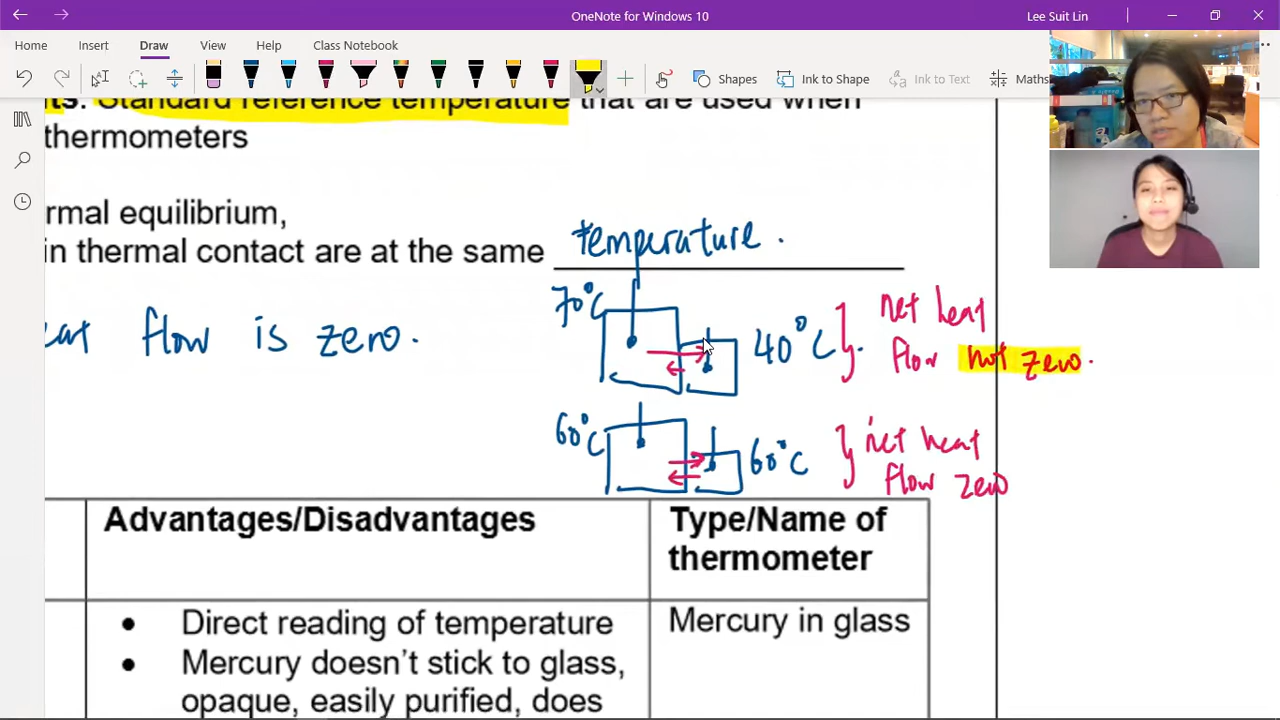 OneNote for Windows 10
Lee Suit Lin
Home Insert Draw View Help Class Notebook
Shapes Ink to Shape Ink to Text Maths
ts: Standard reference temperature that are used when
thermometers
rmal equilibrium,
in thermal contact are at the same temperature.
eat flow is zero.
70°C
40°C.
net heat
flow not zero.
60°C
60°C
net heat
flow zero
Advantages/Disadvantages
Type/Name of
thermometer
• Direct reading of temperature
• Mercury doesn't stick to glass,
opaque, easily purified, does
Mercury in glass